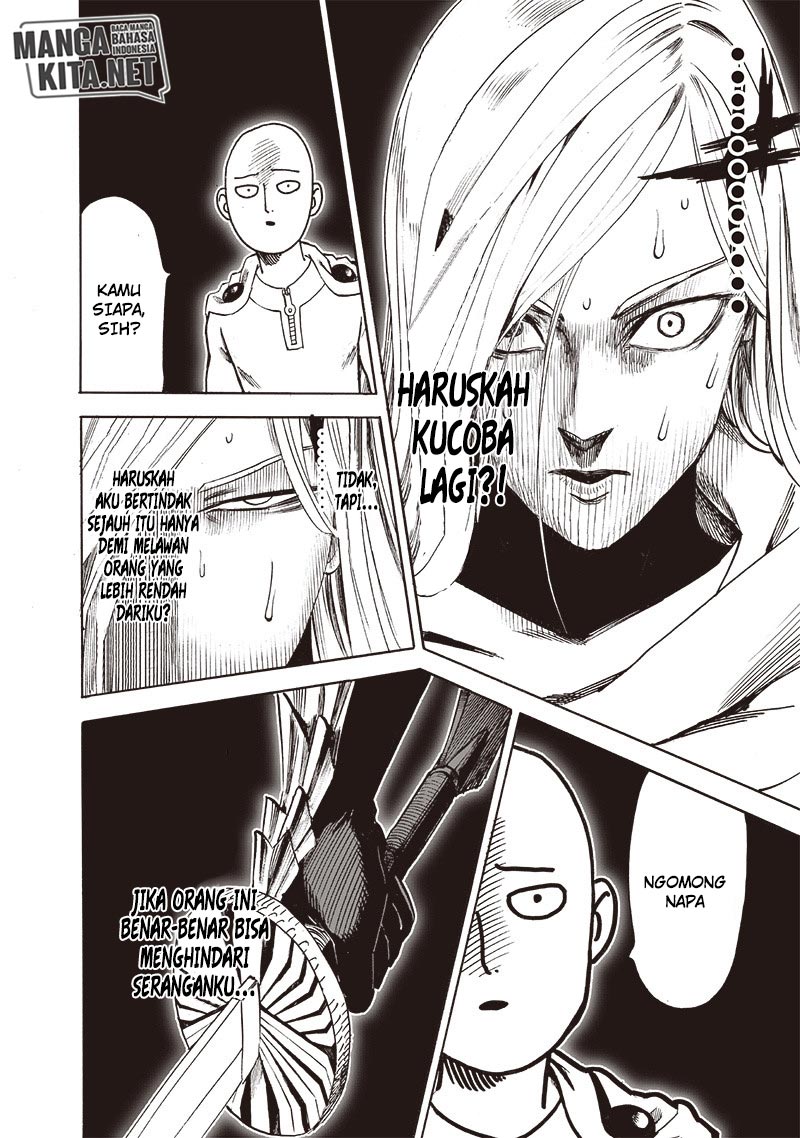 MANGA
BACA MANGA
BAHASA
INDONESIA
KITA.NET
HARUSKAH
KUCOBA
LAGI?!
KAMU
SIAPA,
SIH?
TIDAK,
TAPI...
HARUSKAH
AKU BERTINDAK
SEJAUH ITU HANYA
DEMI MELAWAN
ORANG YANG
LEBIH RENDAH
DARIKU?
NGOMONG
NAPA
JIKA ORANG INI
BENAR-BENAR BISA
MENGHINDARI
SERANGANKU...